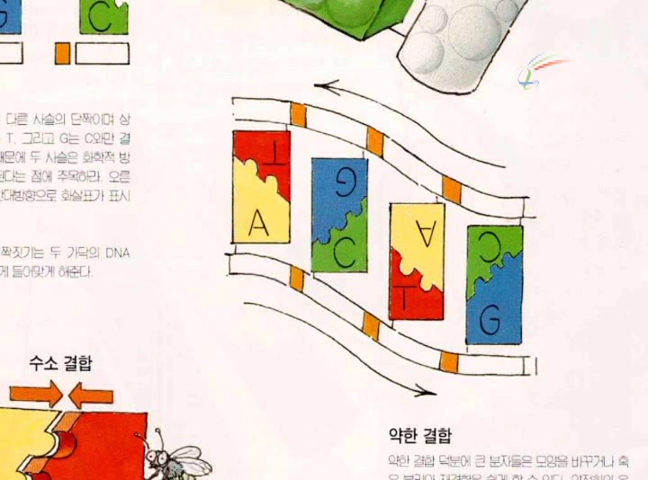 G C
다른 사슬의 단짝이며 상
T. 그리고 G는 C와만 결
때문에 두 사슬은 화학적 방
된다는 점에 주목하라. 오른
반대방향으로 화살표가 표시
짝짓기는 두 가닥의 DNA
게 들어맞게 해준다.
T G A C
A C T G
수소 결합
약한 결합
약한 결합 덕분에 큰 분자들은 모양을 바꾸거나 혹